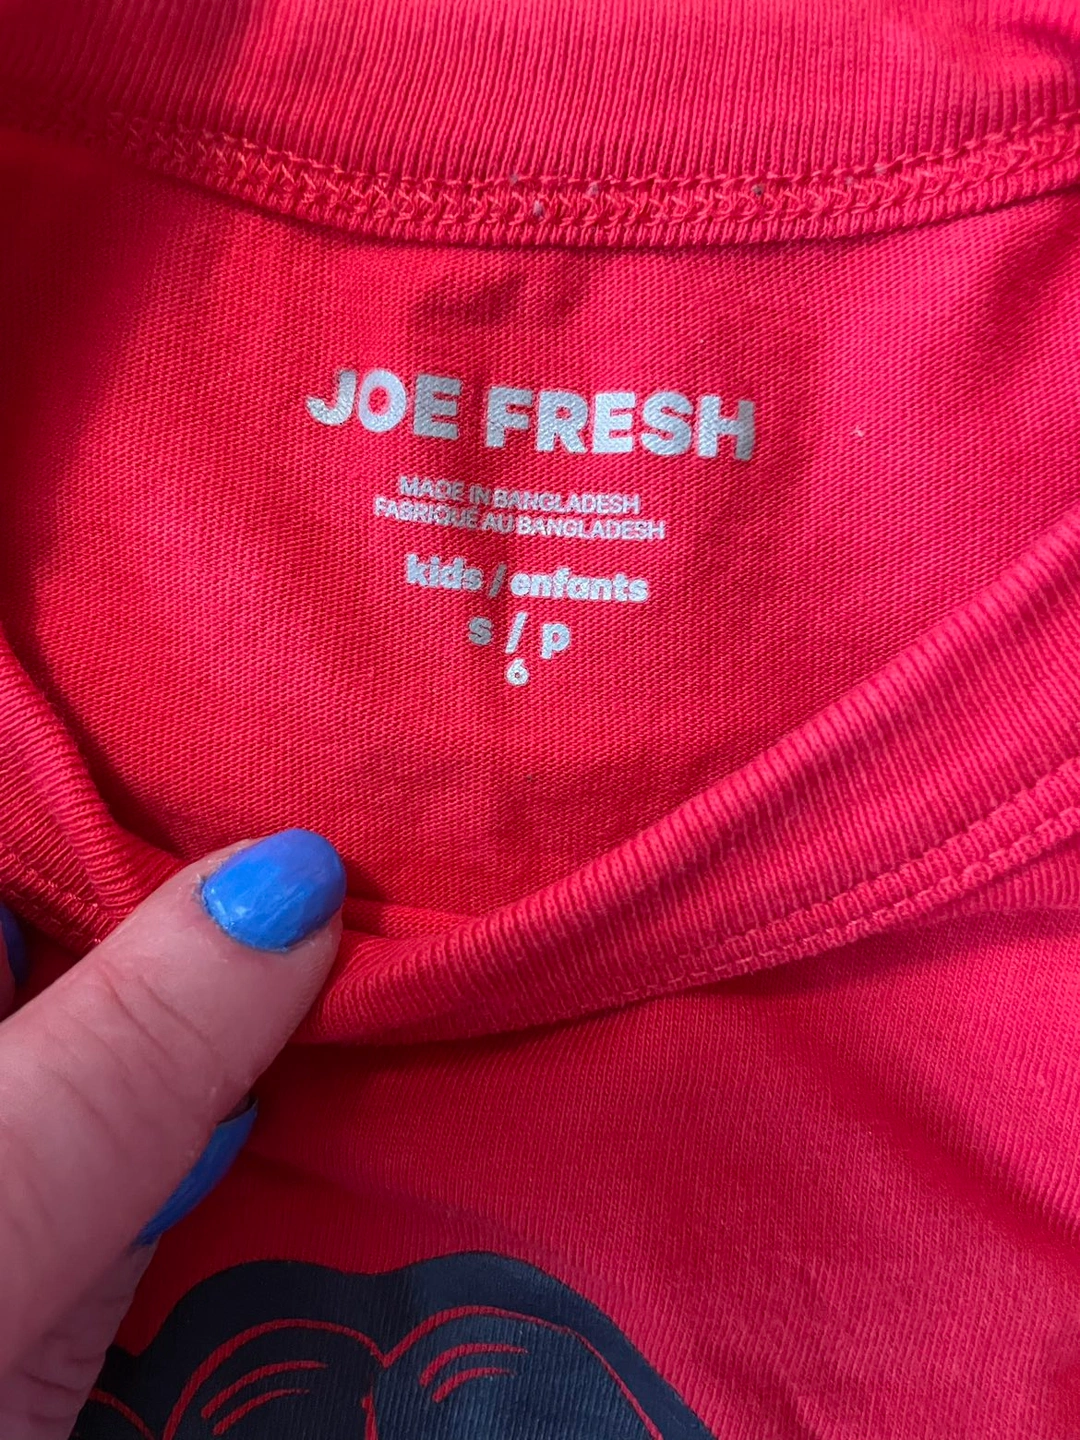 JOE FRESH
MADE IN BANGLADESH
FABRIQUÉ AU BANGLADESH
kids / enfants
s / p
6